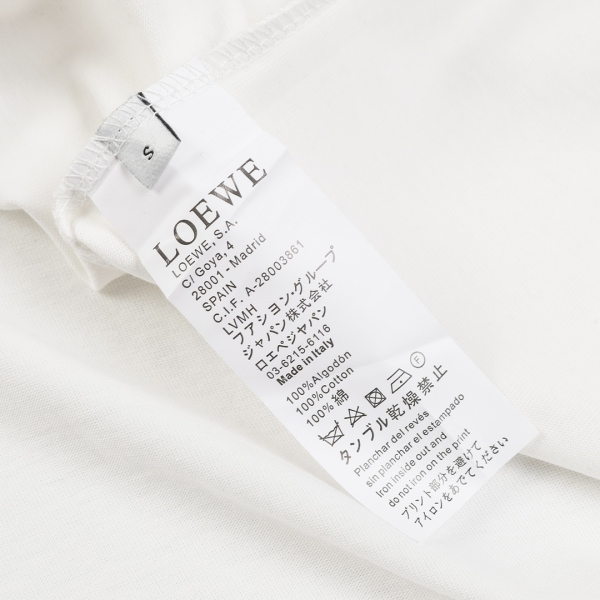 S
LOEWE
LOEWE, S.A.
C/ Goya, 4
28001 - Madrid
SPAIN
C.I.F. A-28003861
LVMH
フアシヨン・グループ
ジャパン株式会社
ロエベジャパン
03-6215-6116
Made in Italy
100%Algodón
100%Cotton
100% 綿
F
タンブル乾燥禁止
Planchar del revés
sin planchar el estampado
Iron inside out and
do not iron on the print
プリント部分を避けて
アイロンをあでてください